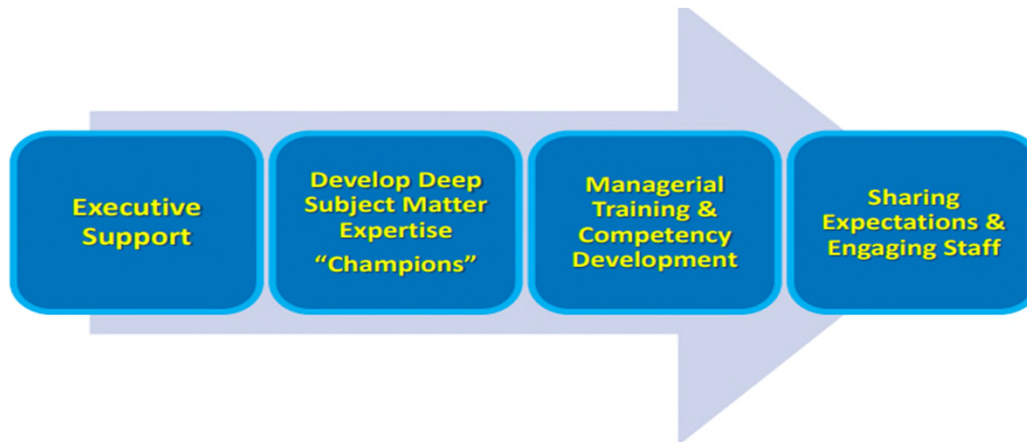 Executive
Support
Develop Deep
Subject Matter
Expertise
“Champions”
Managerial
Training &
Competency
Development
Sharing
Expectations &
Engaging Staff